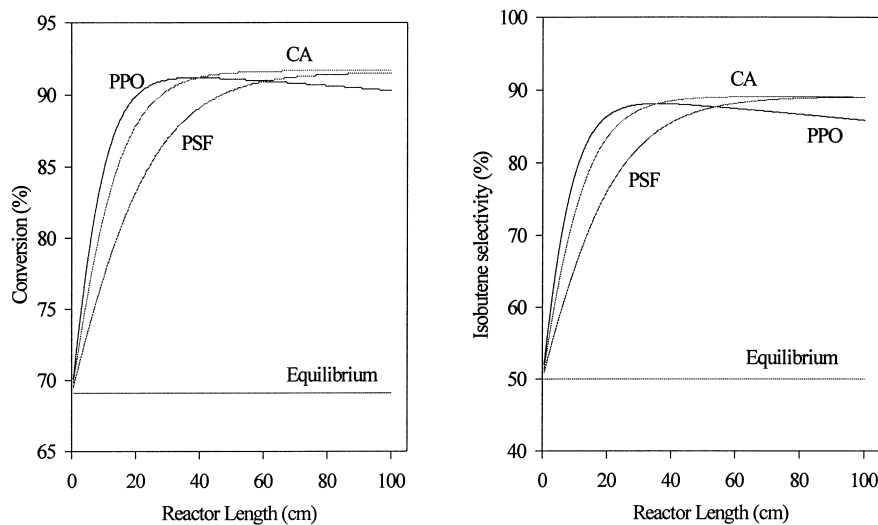 Conversion (%)
95
90
85
80
75
70
65
PPO
CA
PSF
Equilibrium
0 20 40 60 80 100
Reactor Length (cm)
Isobutene selectivity (%)
100
90
80
70
60
50
40
CA
PPO
PSF
Equilibrium
0 20 40 60 80 100
Reactor Length (cm)